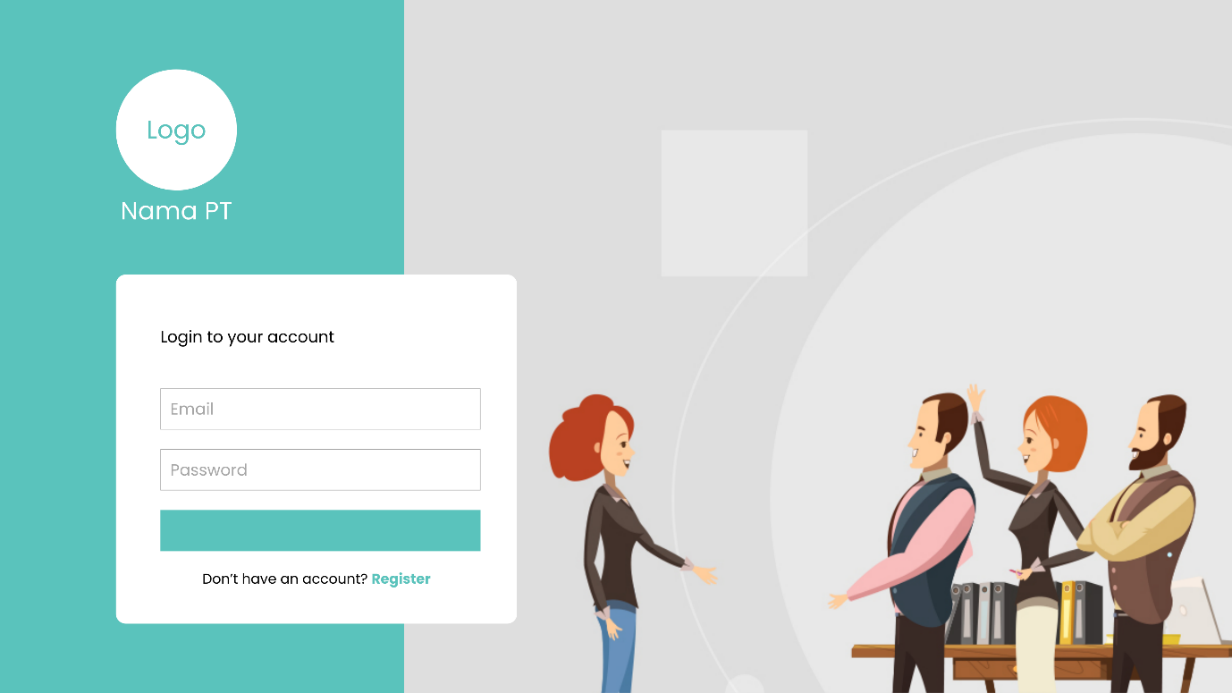 Logo
Nama PT
Login to your account
Email
Password
Don't have an account? Register